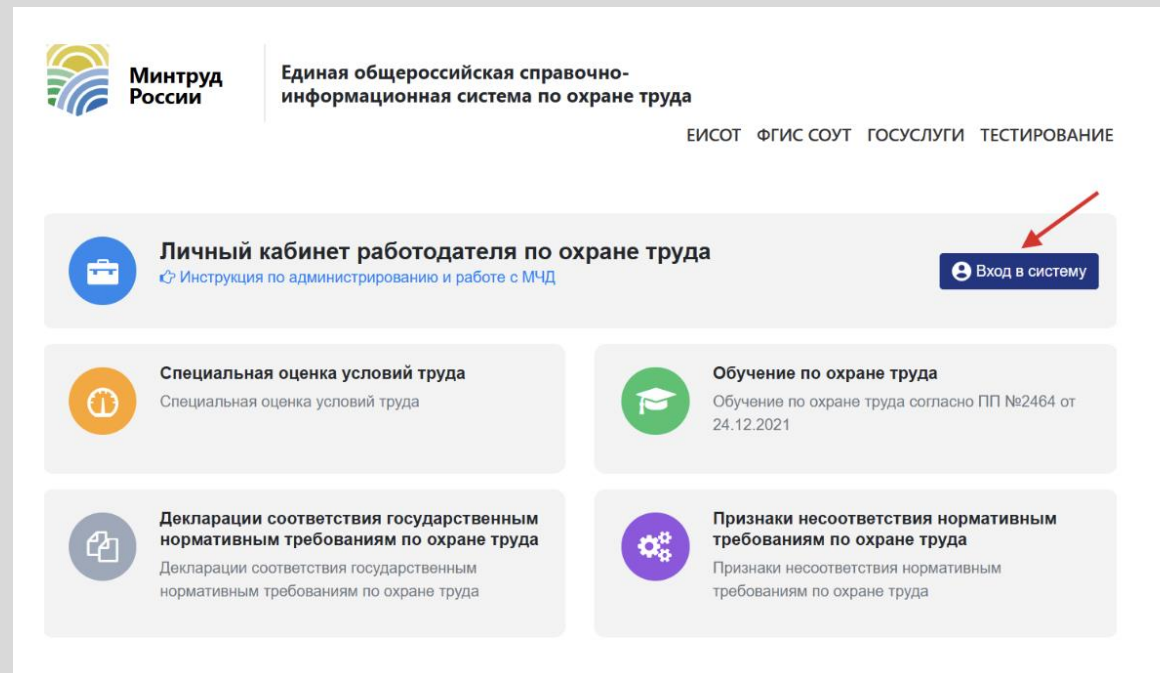 Минтруд
России
Единая общероссийская справочно-
информационная система по охране труда
ЕИСОТ ФГИС СОУТ ГОСУСЛУГИ ТЕСТИРОВАНИЕ
Личный кабинет работодателя по охране труда
Инструкция по администрированию и работе с МЧД
Вход в систему
Специальная оценка условий труда
Специальная оценка условий труда
Обучение по охране труда
Обучение по охране труда согласно ПП №2464 от
24.12.2021
Декларации соответствия государственным
нормативным требованиям по охране труда
Декларации соответствия государственным
нормативным требованиям по охране труда
Признаки несоответствия нормативным
требованиям по охране труда
Признаки несоответствия нормативным
требованиям по охране труда